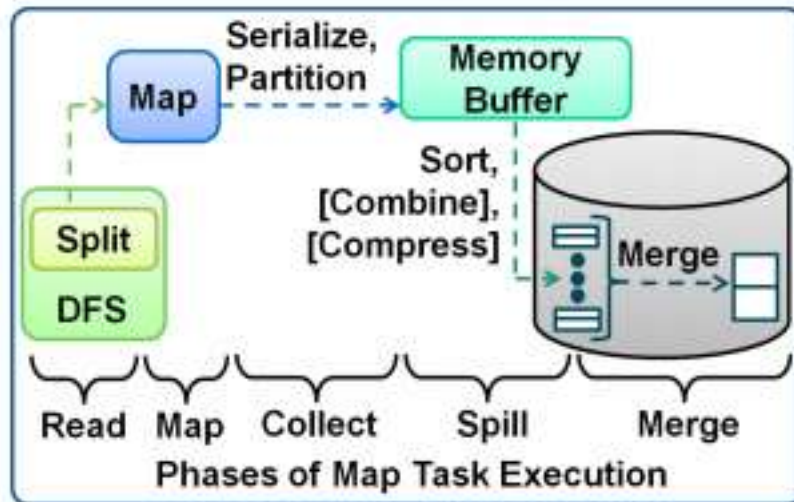 Serialize,
Partition
Map
Memory
Buffer
Sort,
[Combine],
[Compress]
Split
DFS
Merge
Read
Map
Collect
Spill
Merge
Phases of Map Task Execution